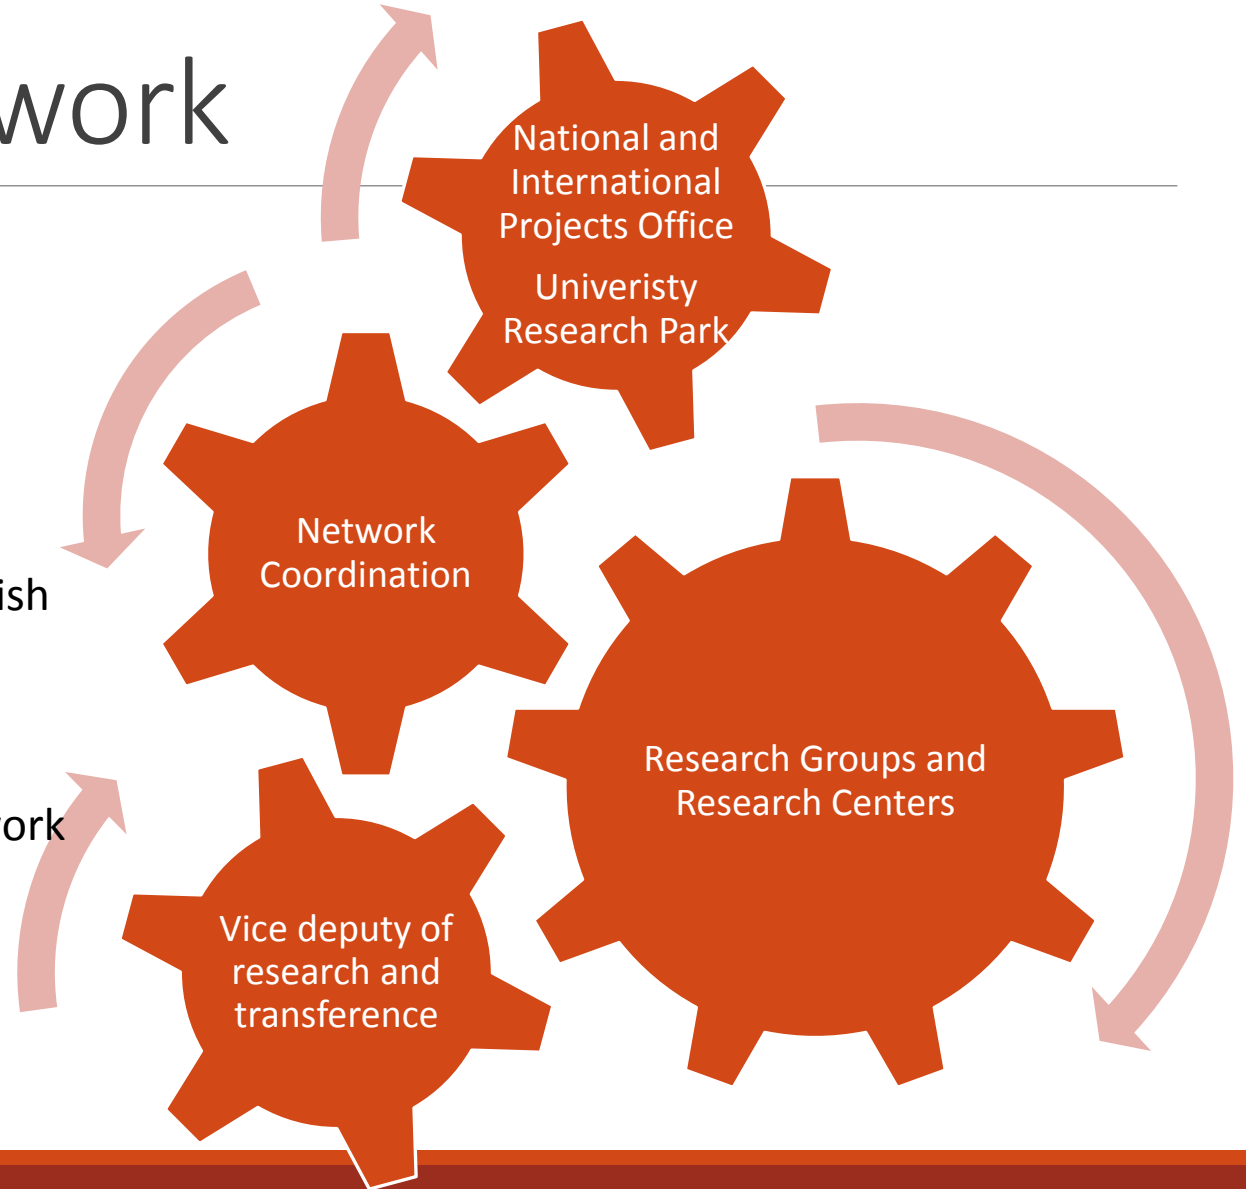 work
National and
International
Projects Office
Univeristy
Research Park
Network
Coordination
ish
work
Research Groups and
Research Centers
Vice deputy of
research and
transference